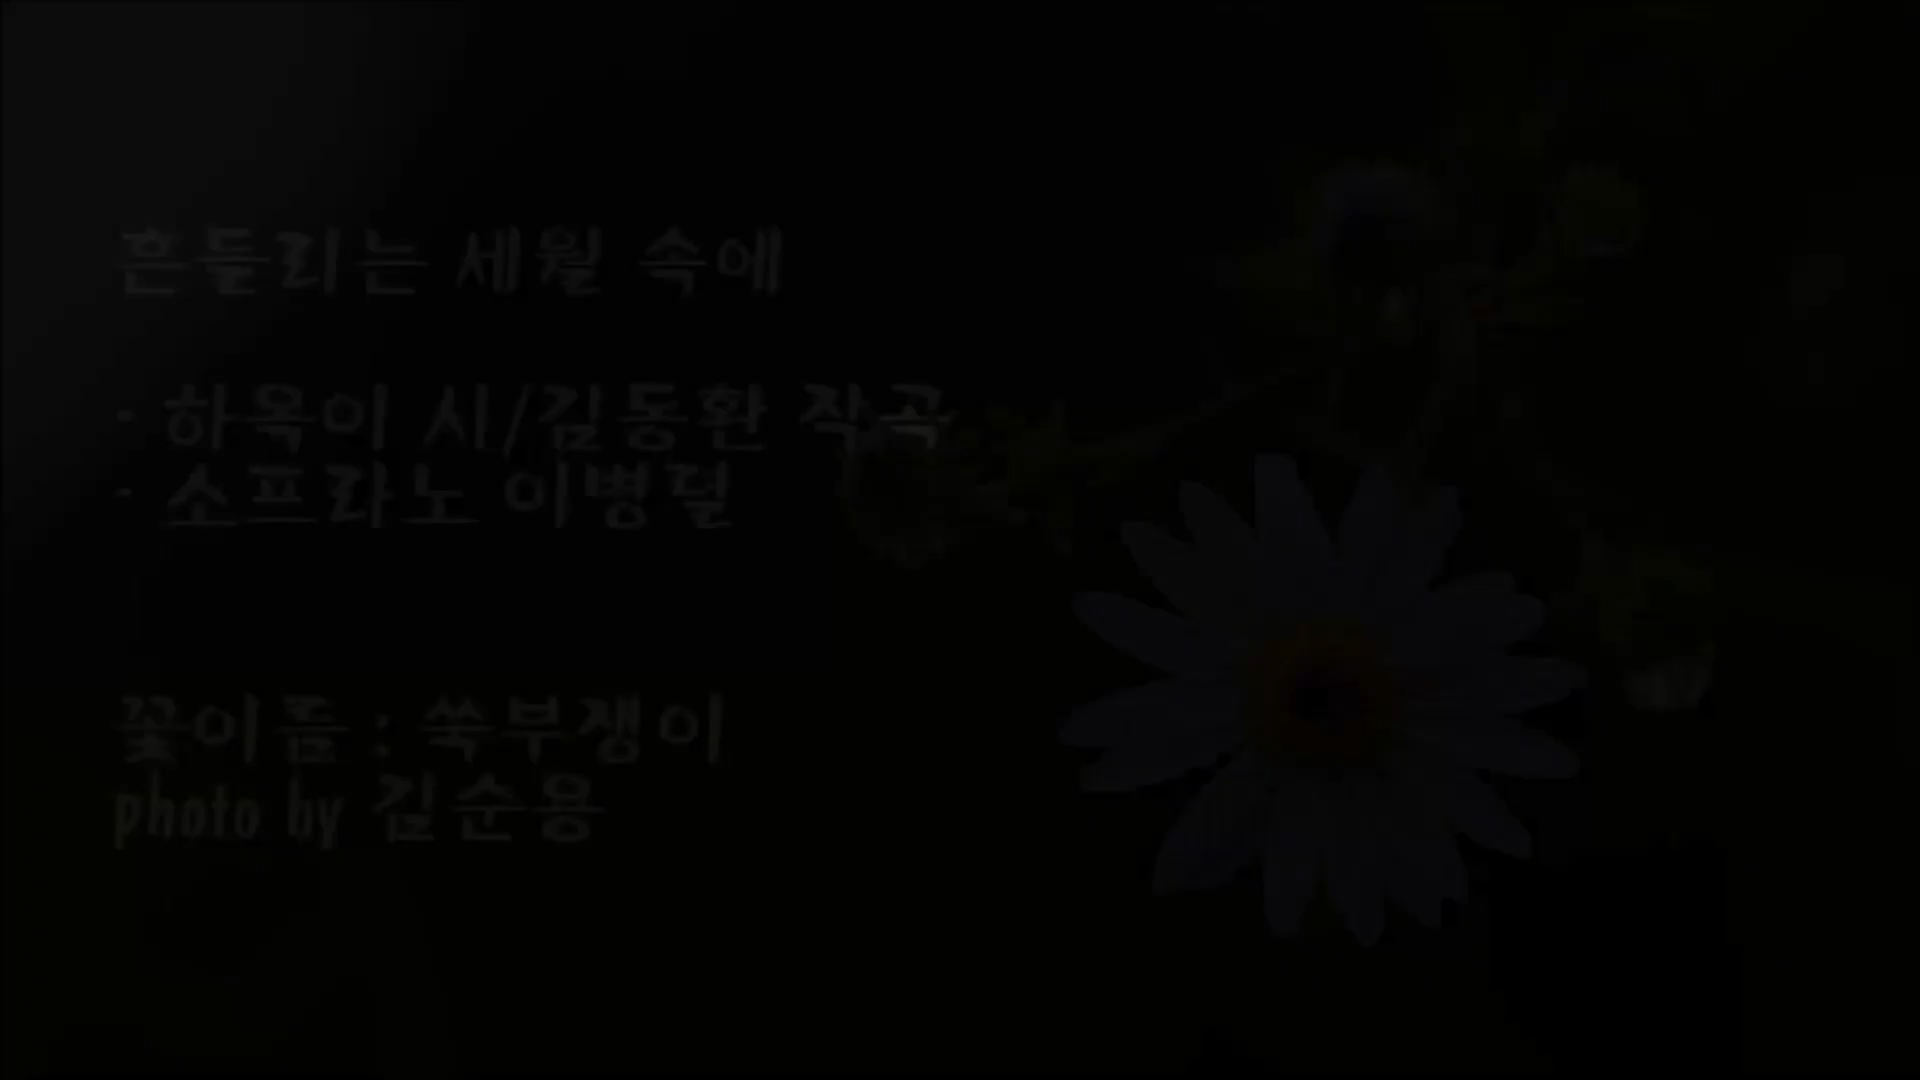 흔들리는 세월 속에
· 하옥이 시/김동환 작곡
· 소프라노 이병렬
꽃이름 : 쑥부쟁이
photo by 김순용